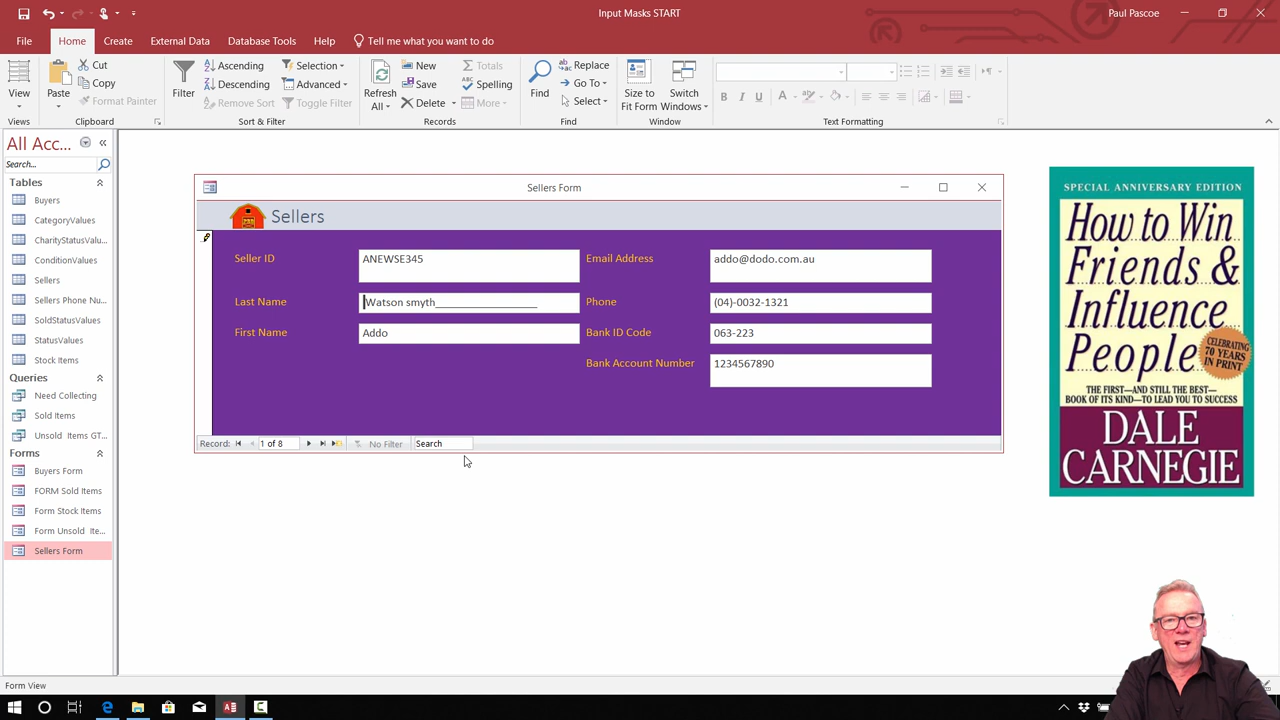 Input Masks START
Paul Pascoe
File
Home
Create
External Data
Database Tools
Help
Tell me what you want to do
View
Views
Paste
Cut
Copy
Format Painter
Clipboard
Filter
Ascending
Descending
Remove Sort
Selection
Advanced
Toggle Filter
Sort & Filter
Refresh
All
New
Save
Delete
Totals
Spelling
More
Records
Find
Replace
Go To
Select
Find
Size to
Fit Form
Switch
Windows
Window
B I U A
Text Formatting
All Acc...
Search...
Tables
Buyers
CategoryValues
CharityStatusValu...
ConditionValues
Sellers
Sellers Phone Nu...
SoldStatusValues
StatusValues
Stock Items
Queries
Need Collecting
Sold Items
Unsold Items GT...
Forms
Buyers Form
FORM Sold Items
Form Stock Items
Form Unsold Ite...
Sellers Form
Sellers Form
Sellers
Seller ID
ANEWSE345
Email Address
addo@dodo.com.au
Last Name
Watson smyth___________________
Phone
(04)-0032-1321
First Name
Addo
Bank ID Code
063-223
Bank Account Number
1234567890
Record:
1 of 8
No Filter
Search
SPECIAL ANNIVERSARY EDITION
How to Win
Friends &
Influence
People
CELEBRATING
70 YEARS
IN PRINT
THE FIRST—AND STILL THE BEST—
BOOK OF ITS KIND—TO LEAD YOU TO SUCCESS
DALE
CARNEGIE
Form View